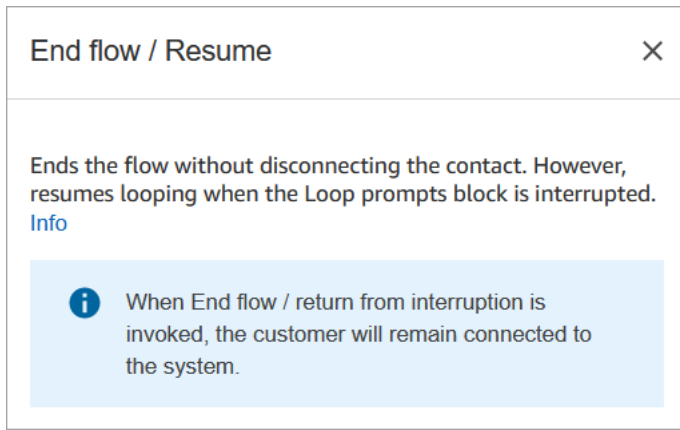 End flow / Resume
Ends the flow without disconnecting the contact. However,
resumes looping when the Loop prompts block is interrupted.
Info
When End flow / return from interruption is
invoked, the customer will remain connected to
the system.